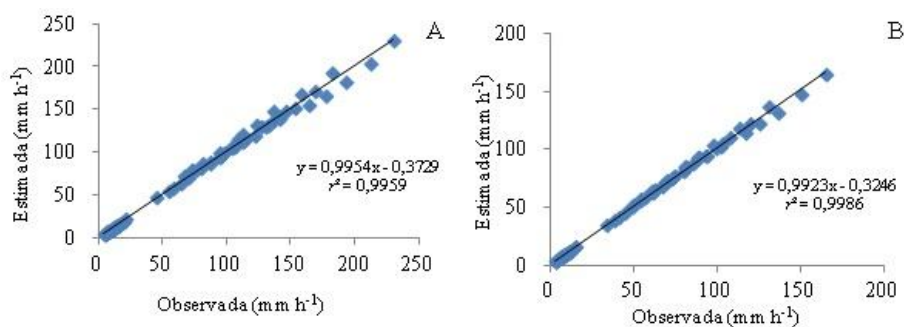 A
Estimada (mm h-1)
250
200
150
100
50
0
y = 0,9954x - 0,3729
r² = 0,9959
0 50 100 150 200 250
Observada (mm h-1)
B
Estimada (mm h-1)
200
150
100
50
0
y = 0,9923x - 0,3246
r² = 0,9986
0 50 100 150 200
Observada (mm h-1)